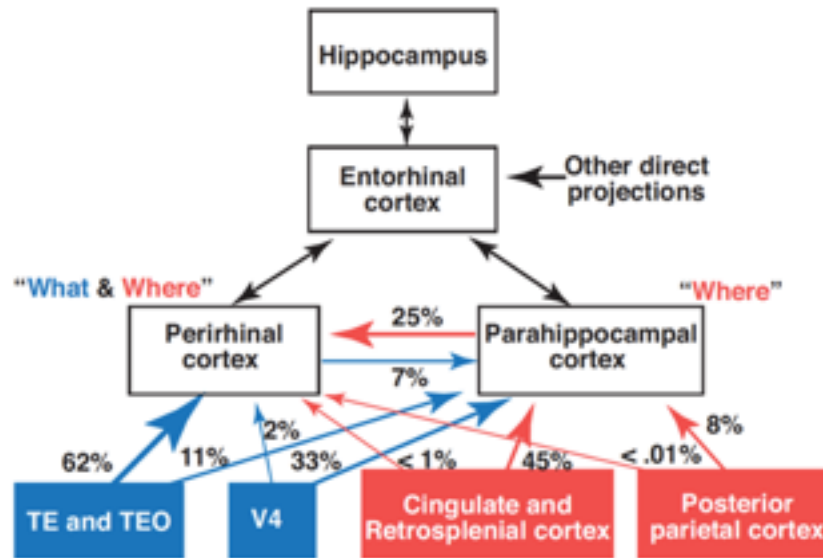 Hippocampus
Entorhinal
cortex
Other direct
projections
"What & Where"
"Where"
Perirhinal
cortex
25%
7%
Parahippocampal
cortex
62%
11%
2%
33%
< 1%
45%
< .01%
8%
TE and TEO
V4
Cingulate and
Retrosplenial cortex
Posterior
parietal cortex